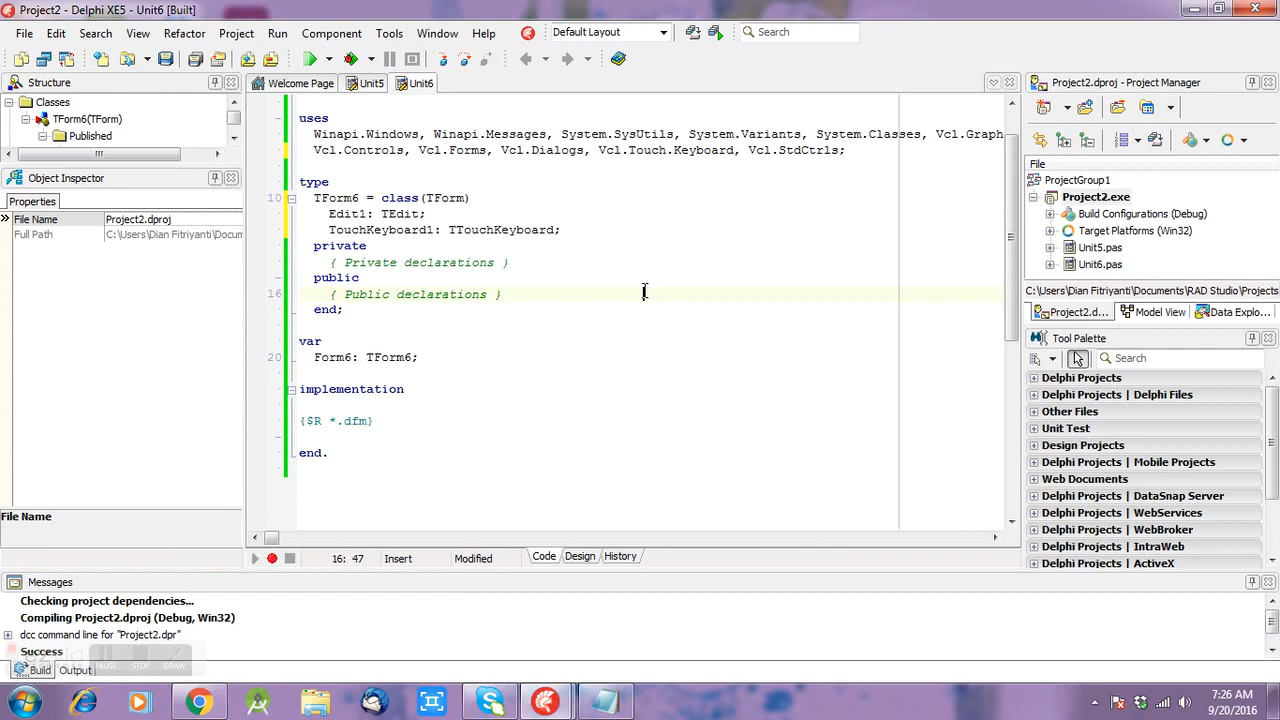 Project2 - Delphi XE5 - Unit6 [Built]
File Edit Search View Refactor Project Run Component Tools Window Help Default Layout Search
Structure
Classes
TForm6(TForm)
Published
Object Inspector
Properties
File Name Project2.dproj
Full Path C:\Users\Dian Fitriyanti\Docum
File Name
Welcome Page Unit5 Unit6
uses
Winapi.Windows, Winapi.Messages, System.SysUtils, System.Variants, System.Classes, Vcl.Graph
Vcl.Controls, Vcl.Forms, Vcl.Dialogs, Vcl.Touch.Keyboard, Vcl.StdCtrls;
type
10 TForm6 = class(TForm)
Edit1: TEdit;
TouchKeyboard1: TTouchKeyboard;
private
{ Private declarations }
public
16 { Public declarations }
end;
var
20 Form6: TForm6;
implementation
{$R *.dfm}
end.
16: 47 Insert Modified Code Design History
Project2.dproj - Project Manager
File
ProjectGroup1
Project2.exe
Build Configurations (Debug)
Target Platforms (Win32)
Unit5.pas
Unit6.pas
C:\Users\Dian Fitriyanti\Documents\RAD Studio\Projects
Project2.d... Model View Data Explo...
Tool Palette
Search
Delphi Projects
Delphi Projects | Delphi Files
Other Files
Unit Test
Design Projects
Delphi Projects | Mobile Projects
Web Documents
Delphi Projects | DataSnap Server
Delphi Projects | WebServices
Delphi Projects | WebBroker
Delphi Projects | IntraWeb
Delphi Projects | ActiveX
Messages
Checking project dependencies...
Compiling Project2.dproj (Debug, Win32)
dcc command line for "Project2.dpr"
Success
PAUSE STOP DRAW
Build Output
7:26 AM
9/20/2016